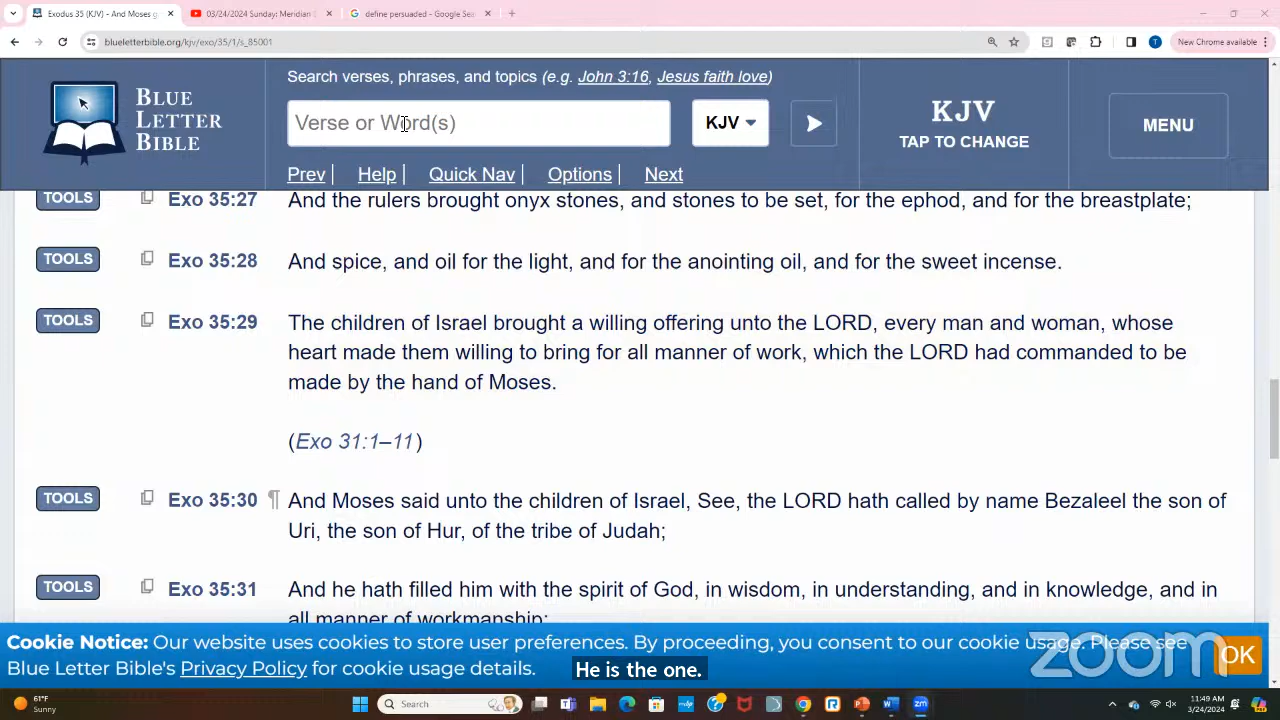 Exodus 35 (KJV) - And Moses g
03/24/2024 Sunday: Meridian
define persuaded - Google Sea
blueletterbible.org/kjv/exo/35/1/s_85001
New Chrome available
BLUE LETTER BIBLE
Search verses, phrases, and topics (e.g. John 3:16, Jesus faith love)
Verse or Word(s)
KJV
KJV
TAP TO CHANGE
MENU
Prev | Help | Quick Nav | Options | Next
TOOLS Exo 35:27 And the rulers brought onyx stones, and stones to be set, for the ephod, and for the breastplate;
TOOLS Exo 35:28 And spice, and oil for the light, and for the anointing oil, and for the sweet incense.
TOOLS Exo 35:29 The children of Israel brought a willing offering unto the LORD, every man and woman, whose
heart made them willing to bring for all manner of work, which the LORD had commanded to be
made by the hand of Moses.
(Exo 31:1–11)
TOOLS Exo 35:30 ¶ And Moses said unto the children of Israel, See, the LORD hath called by name Bezaleel the son of
Uri, the son of Hur, of the tribe of Judah;
TOOLS Exo 35:31 And he hath filled him with the spirit of God, in wisdom, in understanding, and in knowledge, and in
all manner of workmanship;
Cookie Notice: Our website uses cookies to store user preferences. By proceeding, you consent to our cookie usage. Please see
Blue Letter Bible's Privacy Policy for cookie usage details.
OK
zoom
He is the one.
61°F
Sunny
Search
11:49 AM
3/24/2024